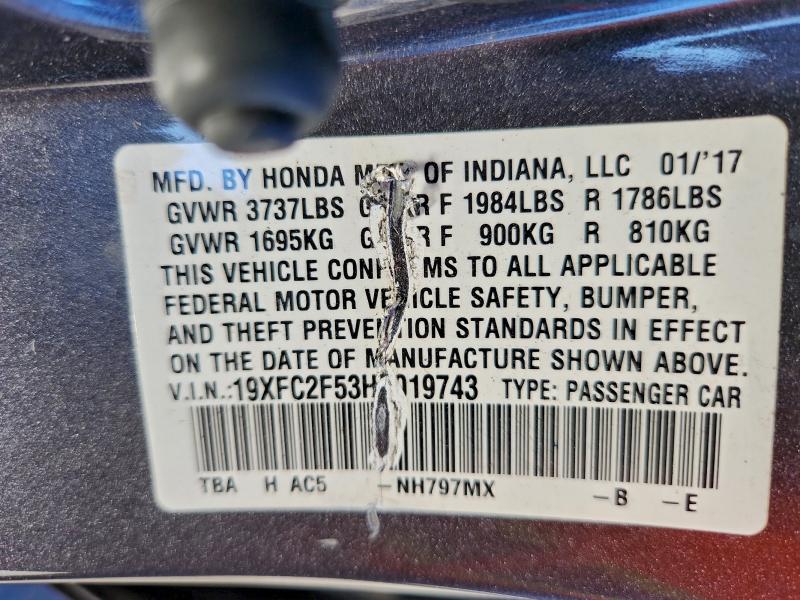 MFD. BY HONDA OF INDIANA, LLC 01/'17
GVWR 3737LBS F 1984LBS R 1786LBS
GVWR 1695KG F 900KG R 810KG
THIS VEHICLE TO ALL APPLICABLE
FEDERAL MOTOR VEHICLE SAFETY, BUMPER,
AND THEFT PREVENTION STANDARDS IN EFFECT
ON THE DATE OF MANUFACTURE SHOWN ABOVE.
V.I.N.: TYPE: PASSENGER CAR
TBA H AC5 -NH797MX -B -E